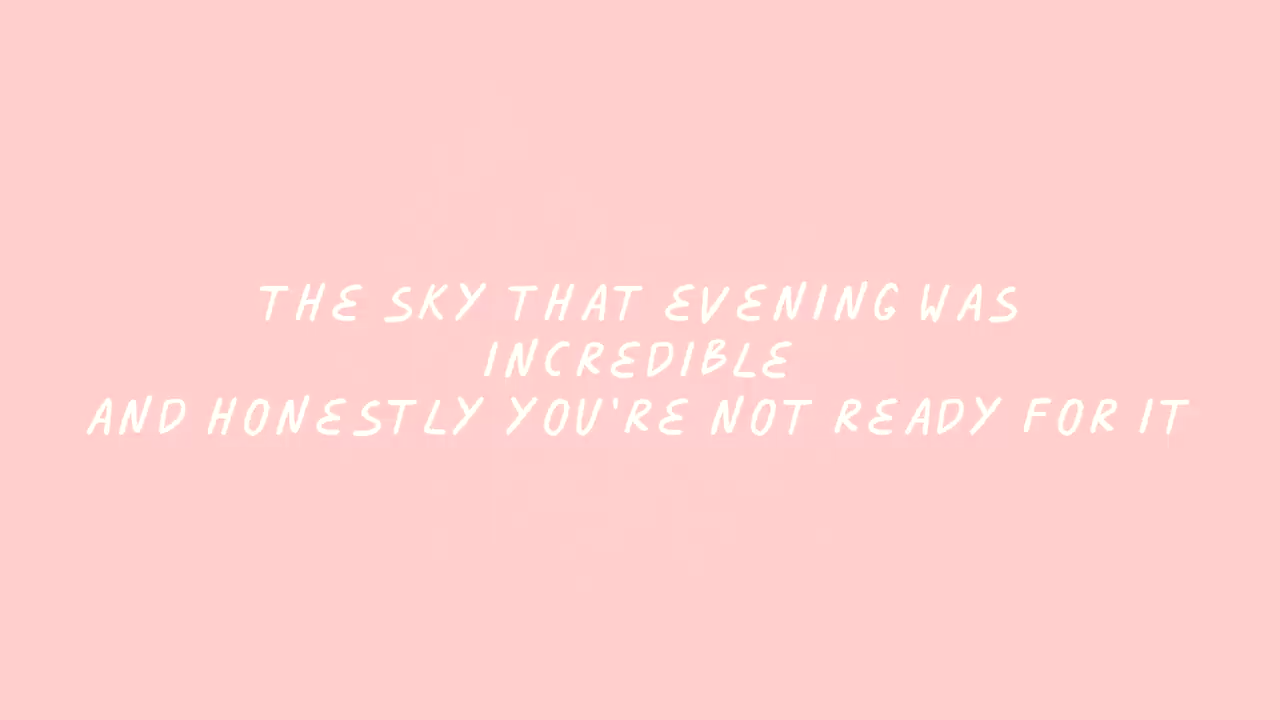 THE SKY THAT EVENING WAS
INCREDIBLE
AND HONESTLY YOU'RE NOT READY FOR IT